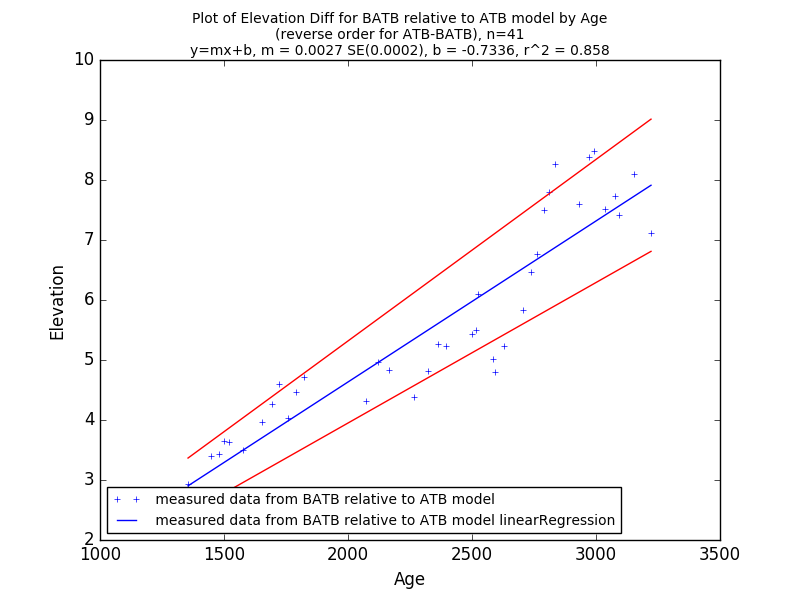 Plot of Elevation Diff for BATB relative to ATB model by Age
(reverse order for ATB-BATB), n=41
y=mx+b, m = 0.0027 SE(0.0002), b = -0.7336, r^2 = 0.858
10
9
8
7
6
5
4
3
2
Elevation
measured data from BATB relative to ATB model
measured data from BATB relative to ATB model linearRegression
1000 1500 2000 2500 3000 3500
Age